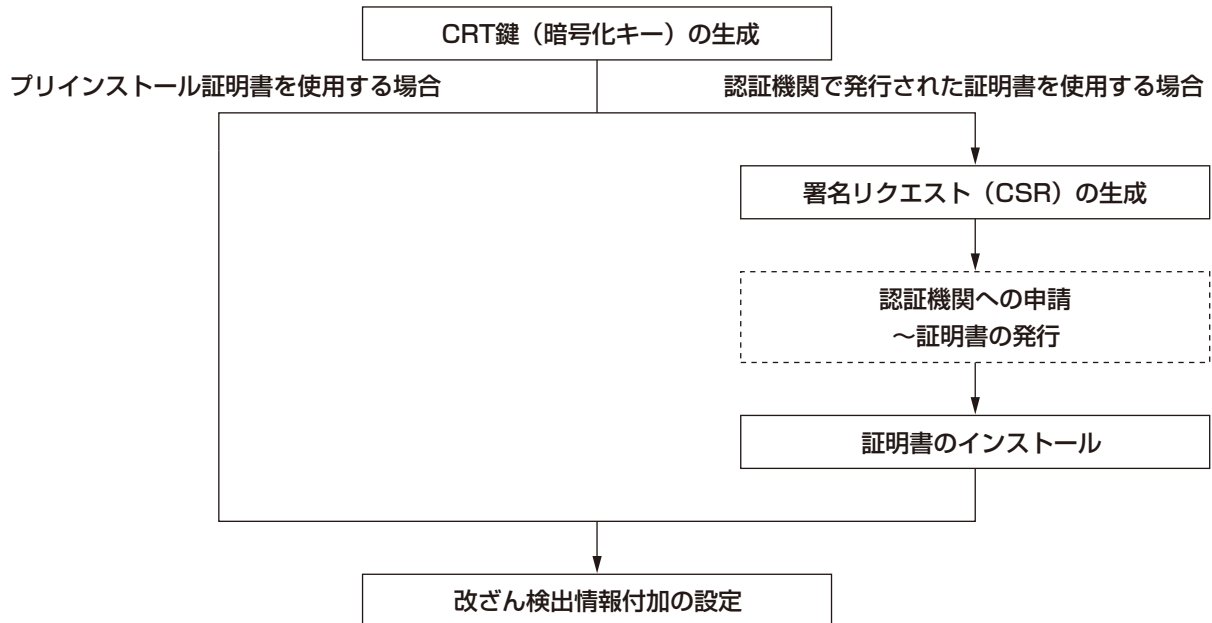 CRT鍵（暗号化キー）の生成
プリインストール証明書を使用する場合
認証機関で発行された証明書を使用する場合
署名リクエスト（CSR）の生成
認証機関への申請
～証明書の発行
証明書のインストール
改ざん検出情報付加の設定